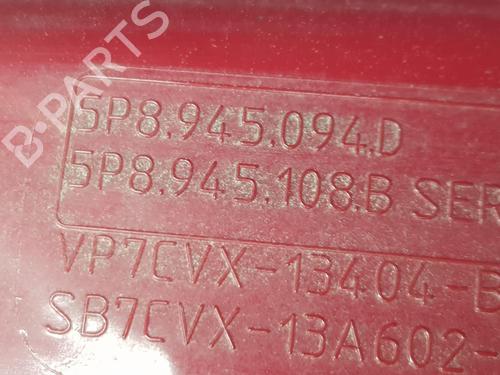 B-PARTS
5P8.945.094.D
5P8.945.108.B SER
VP7CVX-13404-
SB7CVX-13A602-